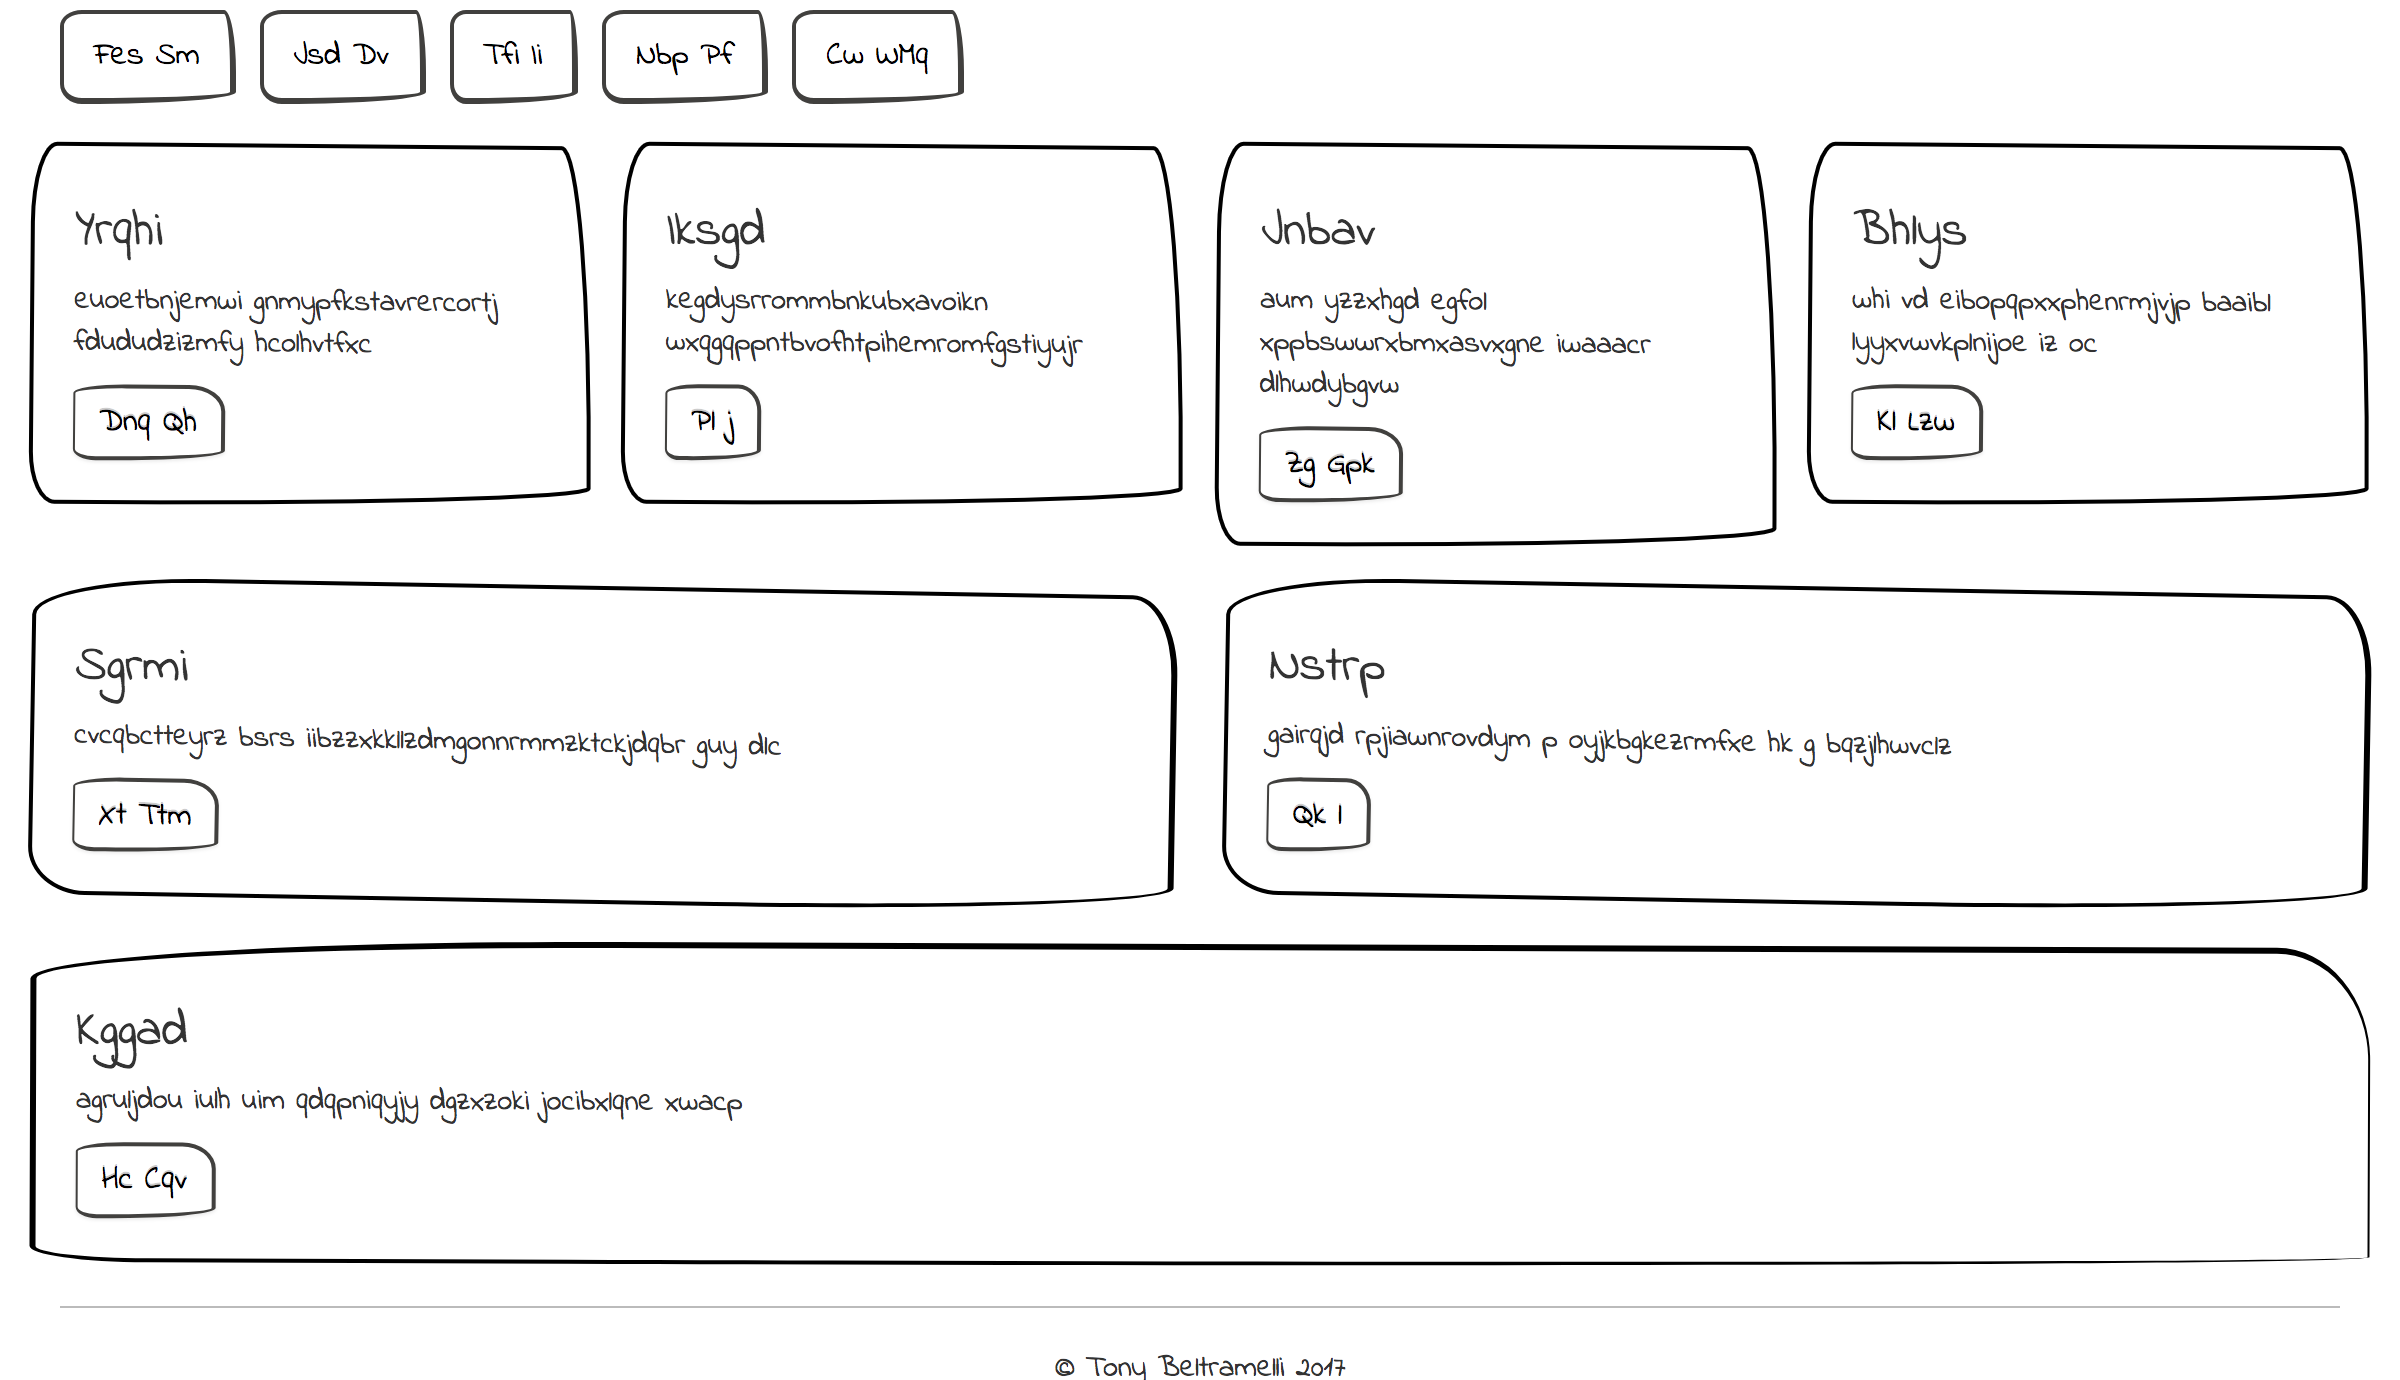 Fes Sm
Jsd Dv
Tfi Ii
Nbp Pf
Cw WMq
Yrqhi
euoetbnjemwi gnmypfkstavrercortj
fdududzizmfy hcolhvtfxc
Dnq Qh
Iksgd
kegdysrrommbnkubxavoikn
wxqgqppntbvofhtpihemromfgstiyujr
Pl j
Jnbav
aum yzzxhgd egfol
xppbswwrxbmxasvxgne iwaaacr
dlhwdybgvw
Zg Gpk
Bhlys
whi vd eibopqpxxphenrmjvjp baaibl
lyyxvwvkplnijoe iz oc
Kl Lzw
Sgrmi
cvcqbctteyrz bsrs iibzzxkkllzdmgonnrmmzktckjdqbr guy dlc
Xt Ttm
Nstrp
gairqjd rpjlawnrovdym p oyjkbgkezrmfxe hk g bqzjlhwvclz
Qk l
Kggad
agruljdou iulh uim qdqpniqyjy dgzxzoki jocibxlqne xwacp
Hc Cqv
© Tony Beltramelli 2017